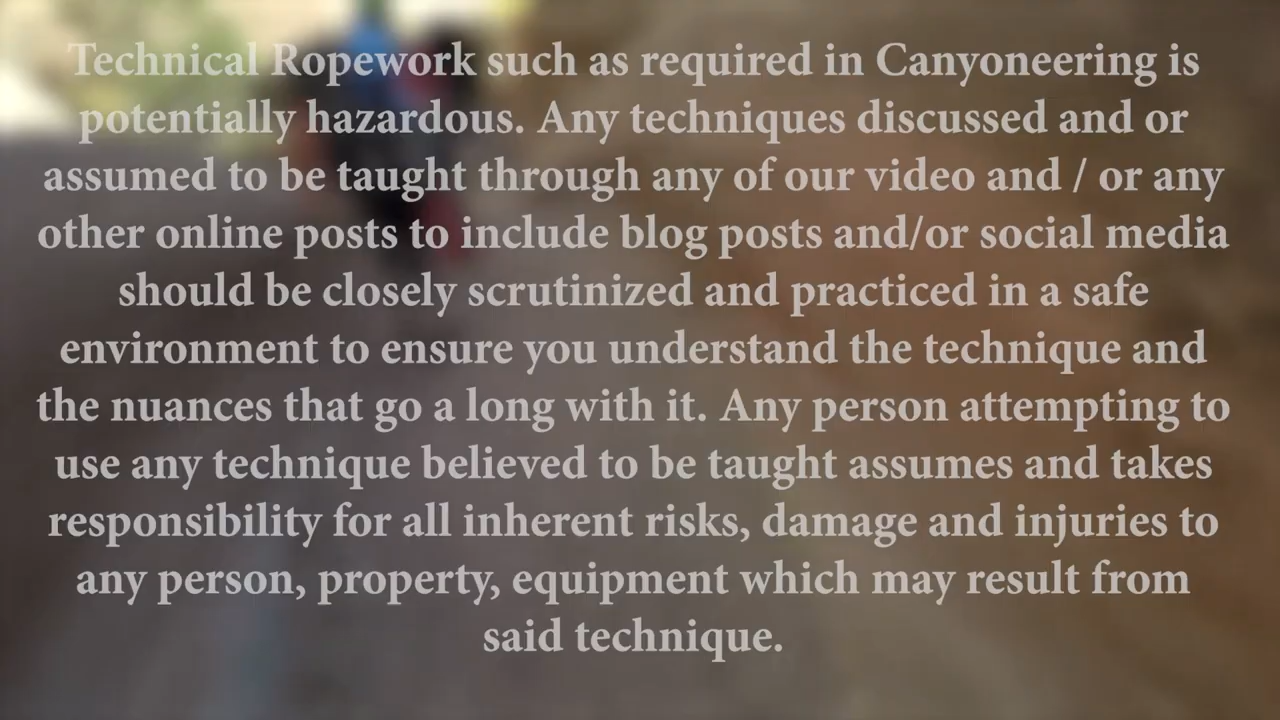 Technical Ropework such as required in Canyoneering is
potentially hazardous. Any techniques discussed and or
assumed to be taught through any of our video and / or any
other online posts to include blog posts and/or social media
should be closely scrutinized and practiced in a safe
environment to ensure you understand the technique and
the nuances that go a long with it. Any person attempting to
use any technique believed to be taught assumes and takes
responsibility for all inherent risks, damage and injuries to
any person, property, equipment which may result from
said technique.